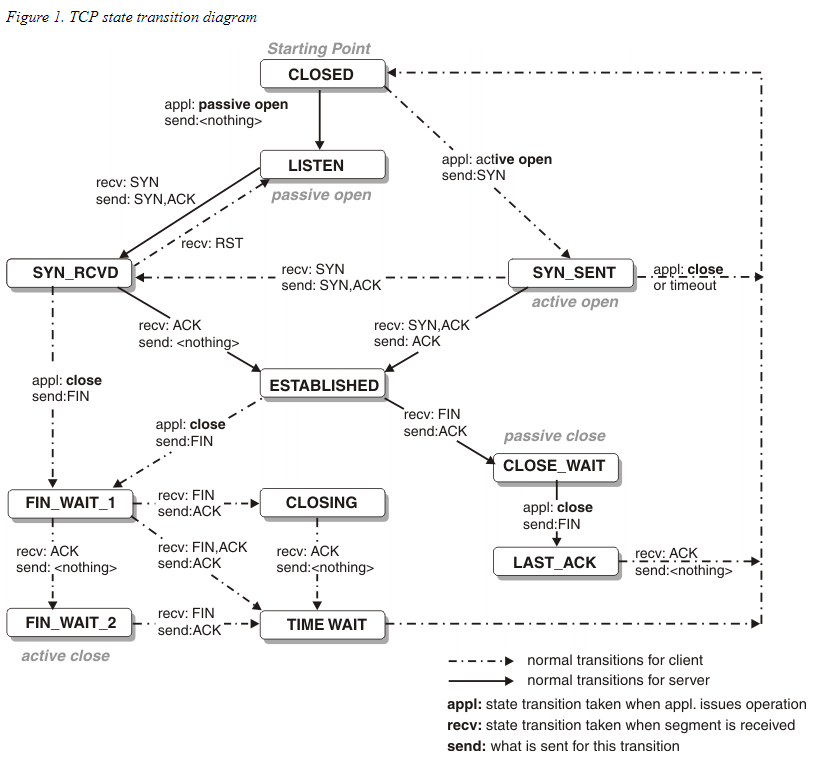 Figure 1. TCP state transition diagram
Starting Point
CLOSED
appl: passive open
send:<nothing>
LISTEN
passive open
appl: active open
send:SYN
recv: SYN
send: SYN,ACK
recv: RST
SYN_RCVD
recv: SYN
send: SYN,ACK
SYN_SENT
active open
appl: close
or timeout
recv: ACK
send: <nothing>
recv: SYN,ACK
send: ACK
appl: close
send:FIN
ESTABLISHED
appl: close
send:FIN
recv: FIN
send:ACK
passive close
CLOSE_WAIT
appl: close
send:FIN
LAST_ACK
recv: ACK
send:<nothing>
FIN_WAIT_1
recv: FIN
send:ACK
CLOSING
recv: ACK
send: <nothing>
recv: FIN,ACK
send:ACK
recv: ACK
send:<nothing>
FIN_WAIT_2
active close
recv: FIN
send:ACK
TIME WAIT
normal transitions for client
normal transitions for server
appl: state transition taken when appl. issues operation
recv: state transition taken when segment is received
send: what is sent for this transition